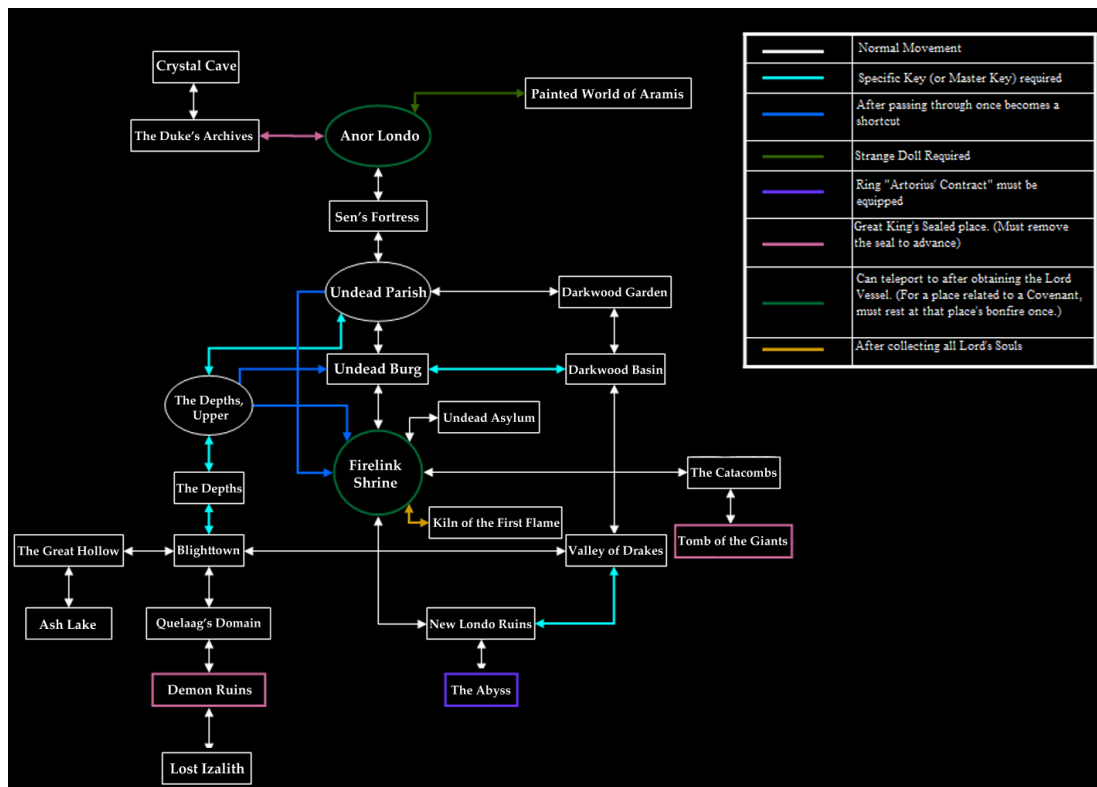 Crystal Cave
Painted World of Aramis
The Duke's Archives
Anor Londo
Sen's Fortress
Undead Parish
Darkwood Garden
Undead Burg
Darkwood Basin
The Depths,
Upper
Undead Asylum
Firelink
Shrine
The Catacombs
The Depths
Kiln of the First Flame
Tomb of the Giants
The Great Hollow
Blighttown
Valley of Drakes
Ash Lake
Quelaag's Domain
New Londo Ruins
Demon Ruins
The Abyss
Lost Izalith
Normal Movement
Specific Key (or Master Key) required
After passing through once becomes a
shortcut
Strange Doll Required
Ring "Artorius' Contract" must be
equipped
Great King's Sealed place. (Must remove
the seal to advance)
Can teleport to after obtaining the Lord
Vessel. (For a place related to a Covenant,
must rest at that place's bonfire once.)
After collecting all Lord's Souls